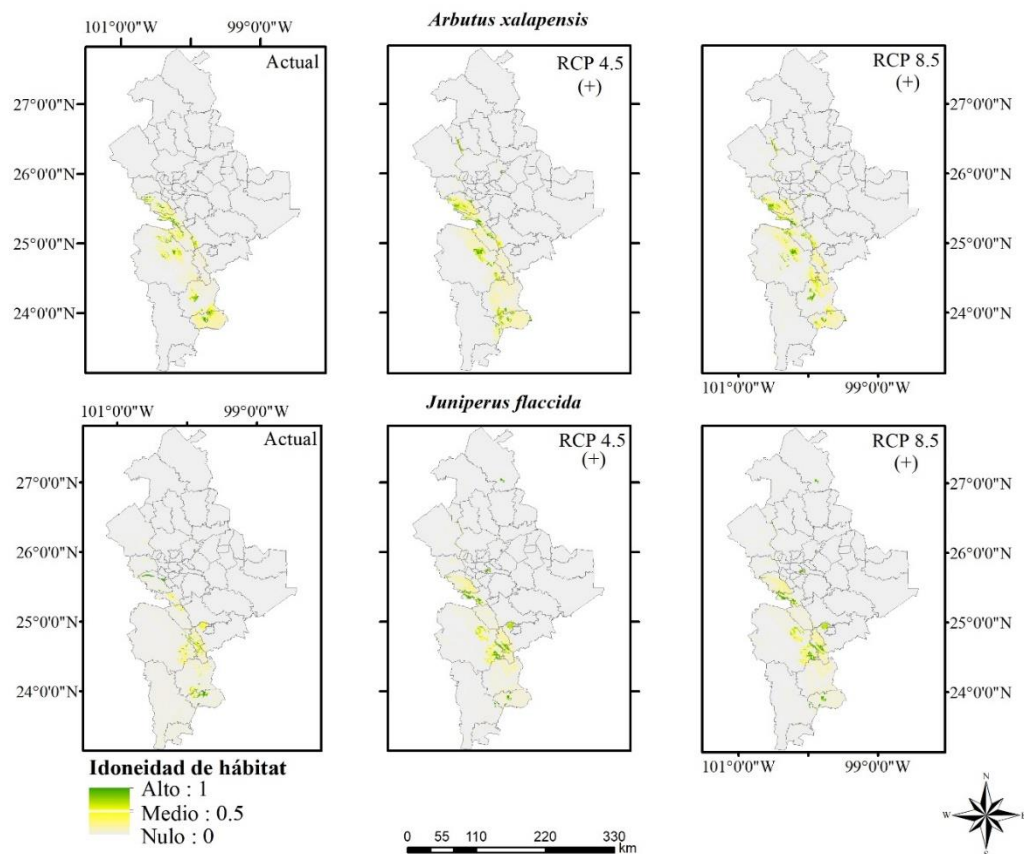 Arbutus xalapensis
101°0'0"W 99°0'0"W
Actual
RCP 4.5
(+)
RCP 8.5
(+)
27°0'0"N
26°0'0"N
25°0'0"N
24°0'0"N
27°0'0"N
26°0'0"N
25°0'0"N
24°0'0"N
101°0'0"W 99°0'0"W
Juniperus flaccida
101°0'0"W 99°0'0"W
Actual
RCP 4.5
(+)
RCP 8.5
(+)
27°0'0"N
26°0'0"N
25°0'0"N
24°0'0"N
27°0'0"N
26°0'0"N
25°0'0"N
24°0'0"N
101°0'0"W 99°0'0"W
Idoneidad de hábitat
Alto : 1
Medio : 0.5
Nulo : 0
0 55 110 220 330
km
N
W E
S